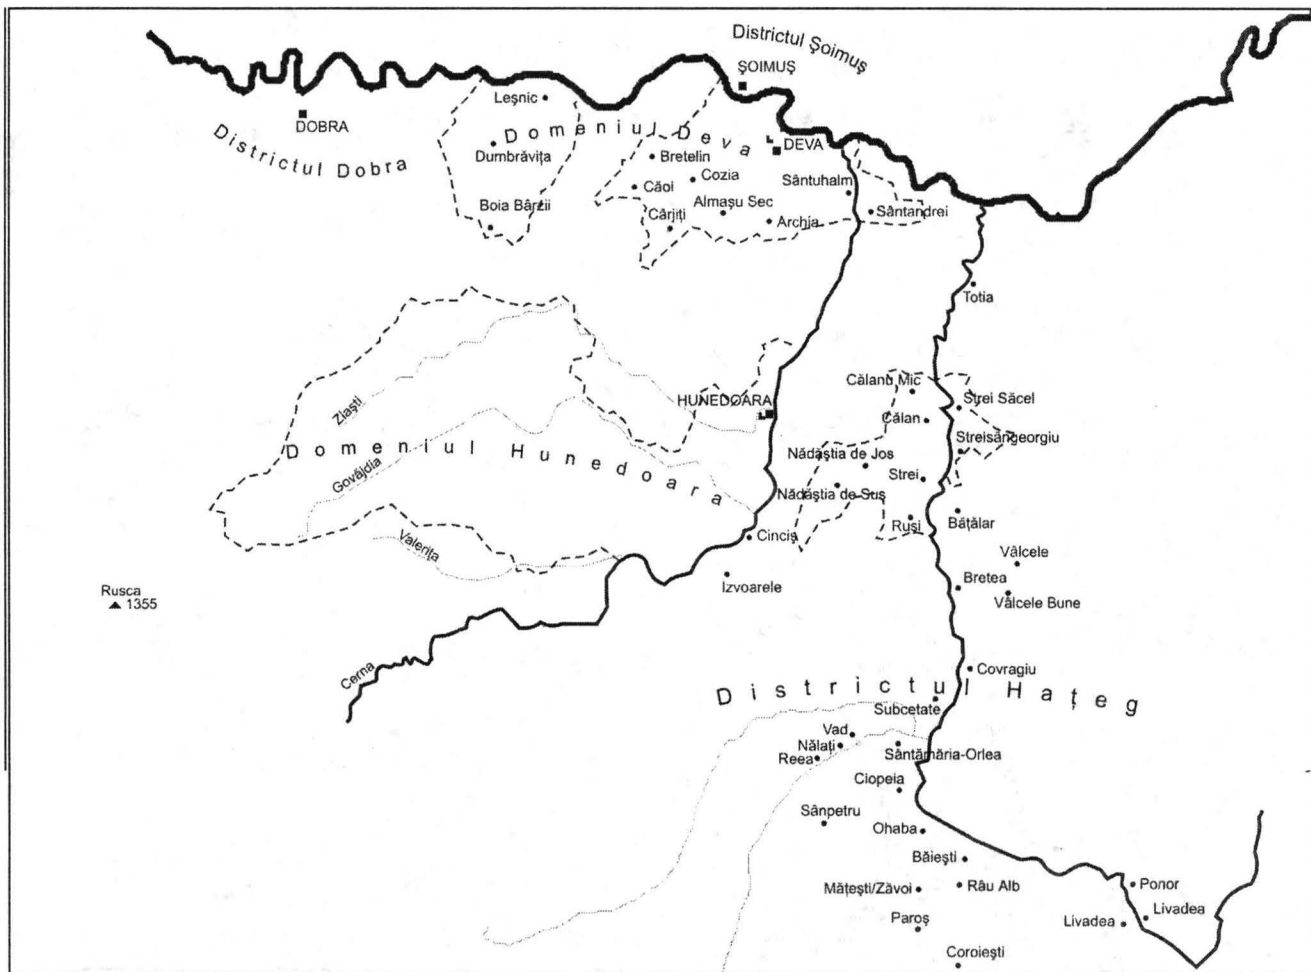 Districtul Şoimuş
ŞOIMUŞ
Leşnic
DOBRA
Districtul Dobra
Domeniul Deva
DEVA
Dumbrăviţa
Bretelin
Cozia
Căoi
Sântuhalm
Almaşu Sec
Sântandrei
Boia Bârzii
Cârjiţi
Archia
Totia
Călanu Mic
Zlaşti
HUNEDOARA
Strei Săcel
Călan
Streisângeorgiu
Domeniul Hunedoara
Nădăştia de Jos
Govăjdia
Strei
Nădăştia de Sus
Ruşi
Băţălar
Valeriţa
Cinciş
Vâlcele
Izvoarele
Bretea
Rusca
1355
Vâlcele Bune
Cerna
Covragiu
Districtul Haţeg
Subcetate
Vad
Nălaţi
Reea
Sântămăria-Orlea
Ciopeia
Sânpetru
Ohaba
Băieşti
Măţeşti/Zăvoi
Râu Alb
Ponor
Livadea
Livadea
Paroş
Coroieşti